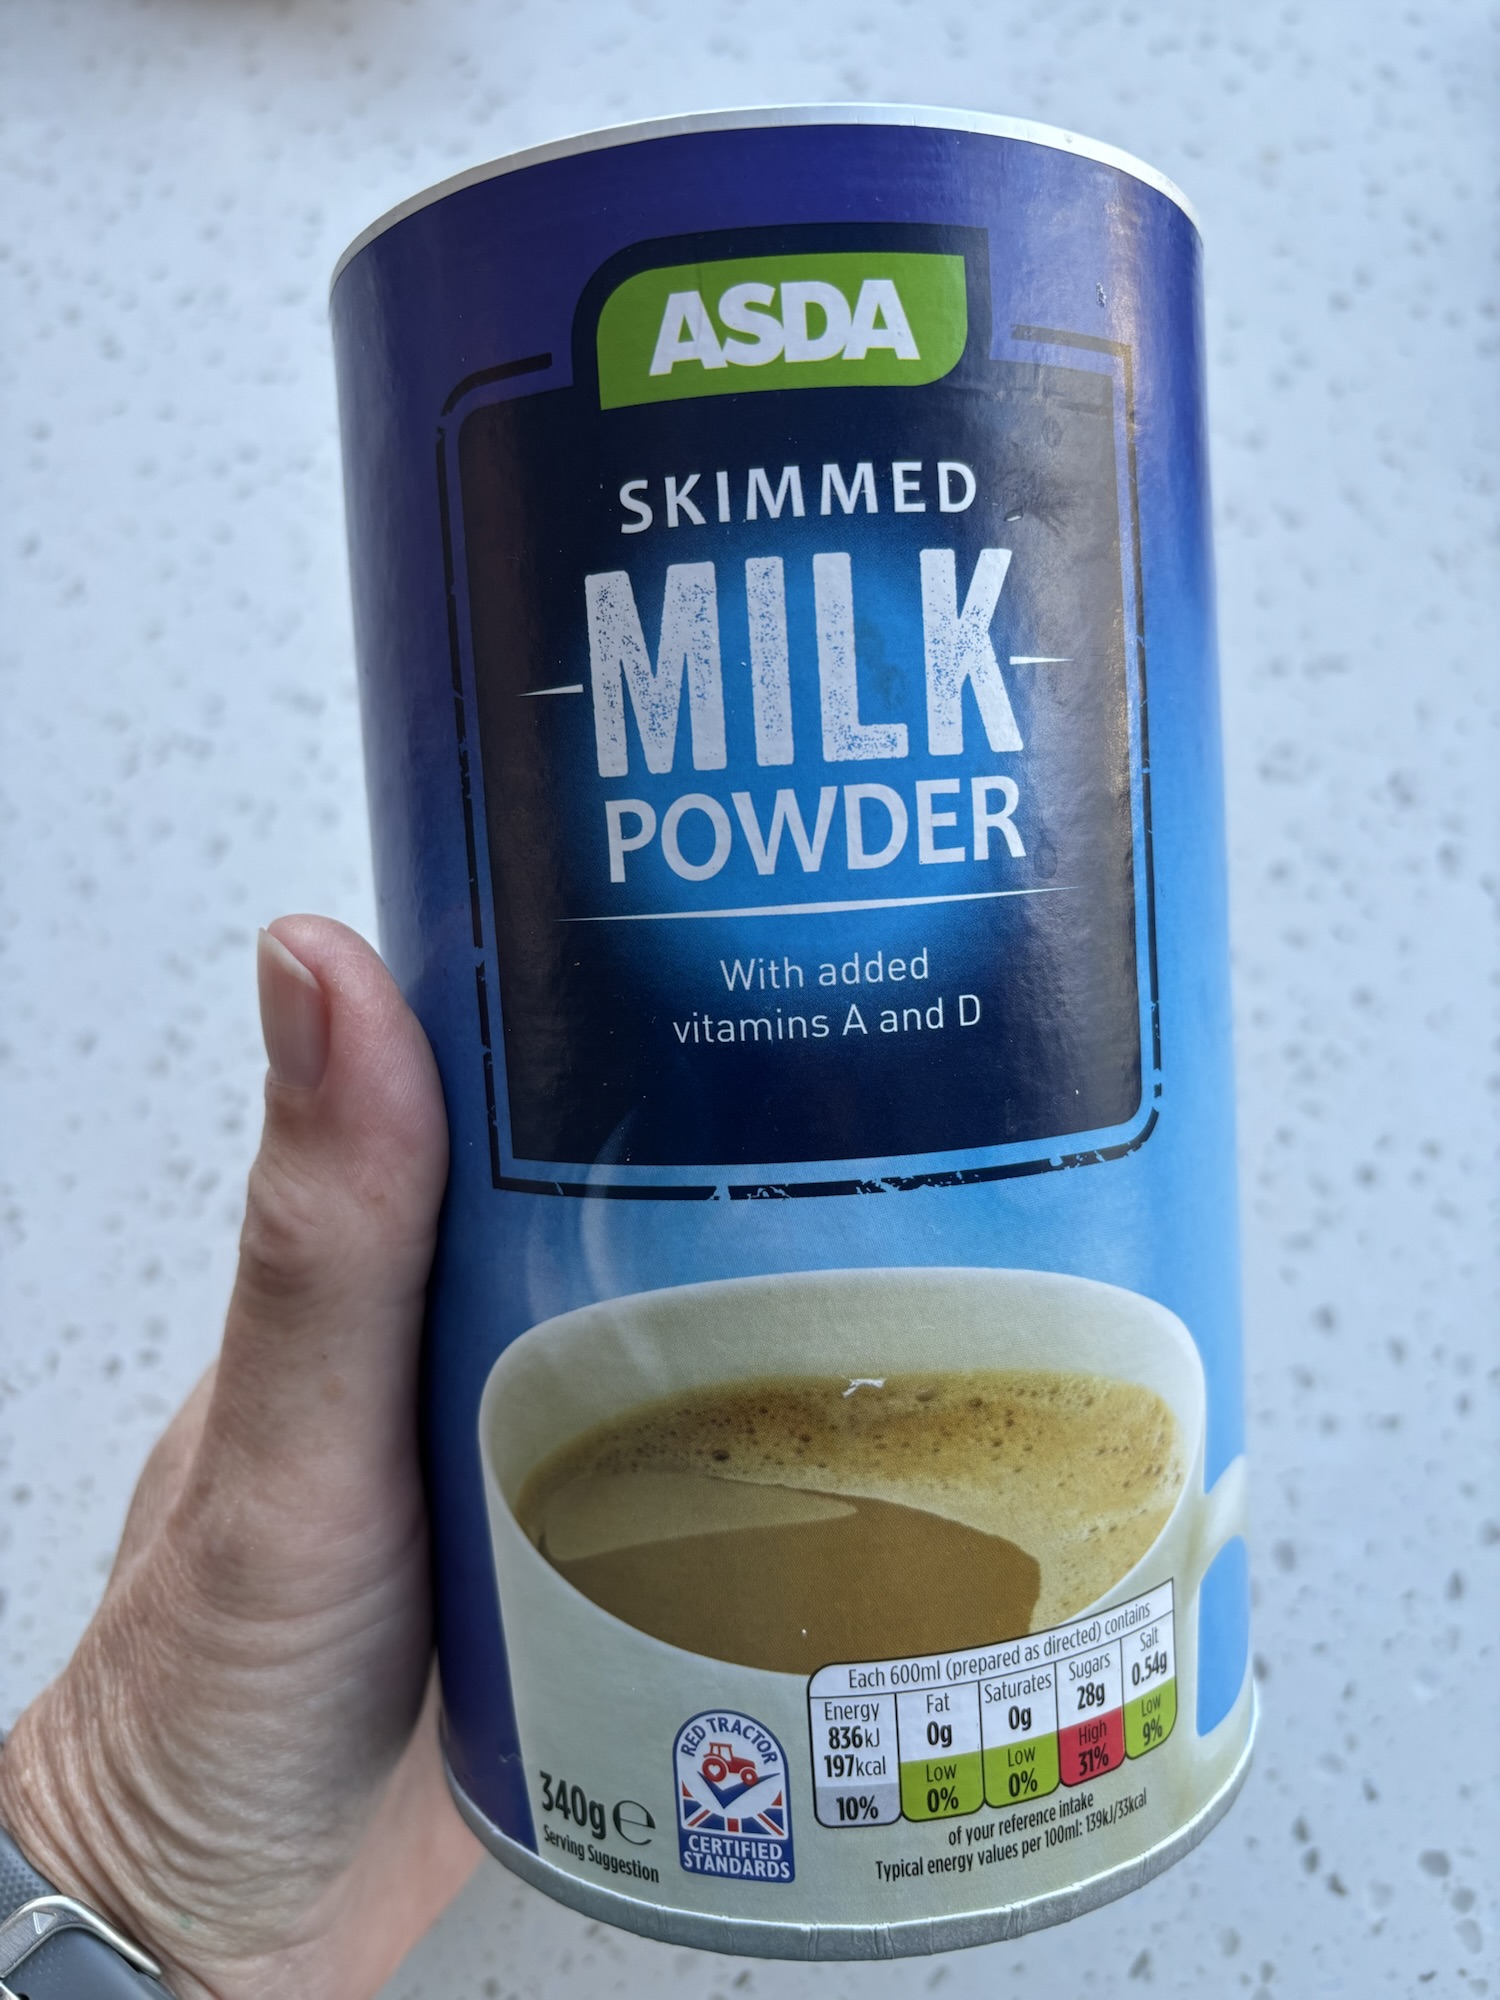 ASDA
SKIMMED
MILK
POWDER
With added
vitamins A and D
Each 600ml (prepared as directed) contains
Energy
836kJ
197kcal
10%
Fat
0g
Low
0%
Saturates
0g
Low
0%
Sugars
28g
High
31%
Salt
0.54g
Low
9%
of your reference intake
Typical energy values per 100ml: 139kJ/33kcal
RED TRACTOR
CERTIFIED
STANDARDS
340g ℮
Serving Suggestion